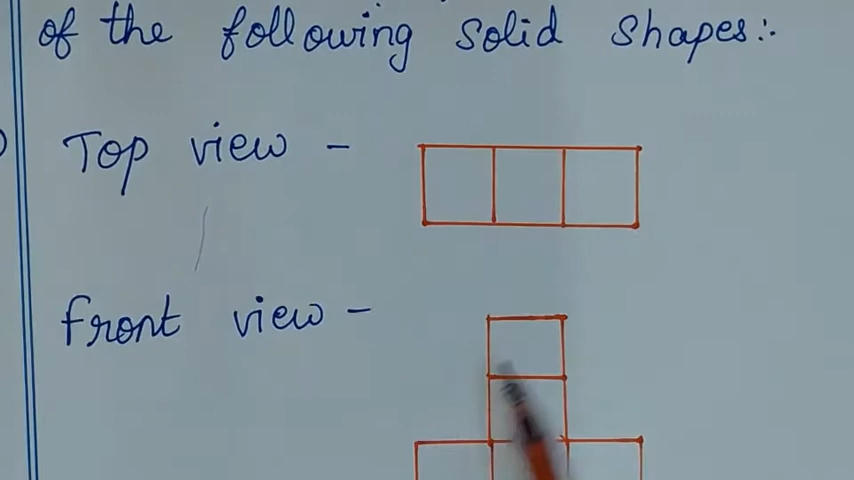 of the following solid shapes:-
Top view -
front view -